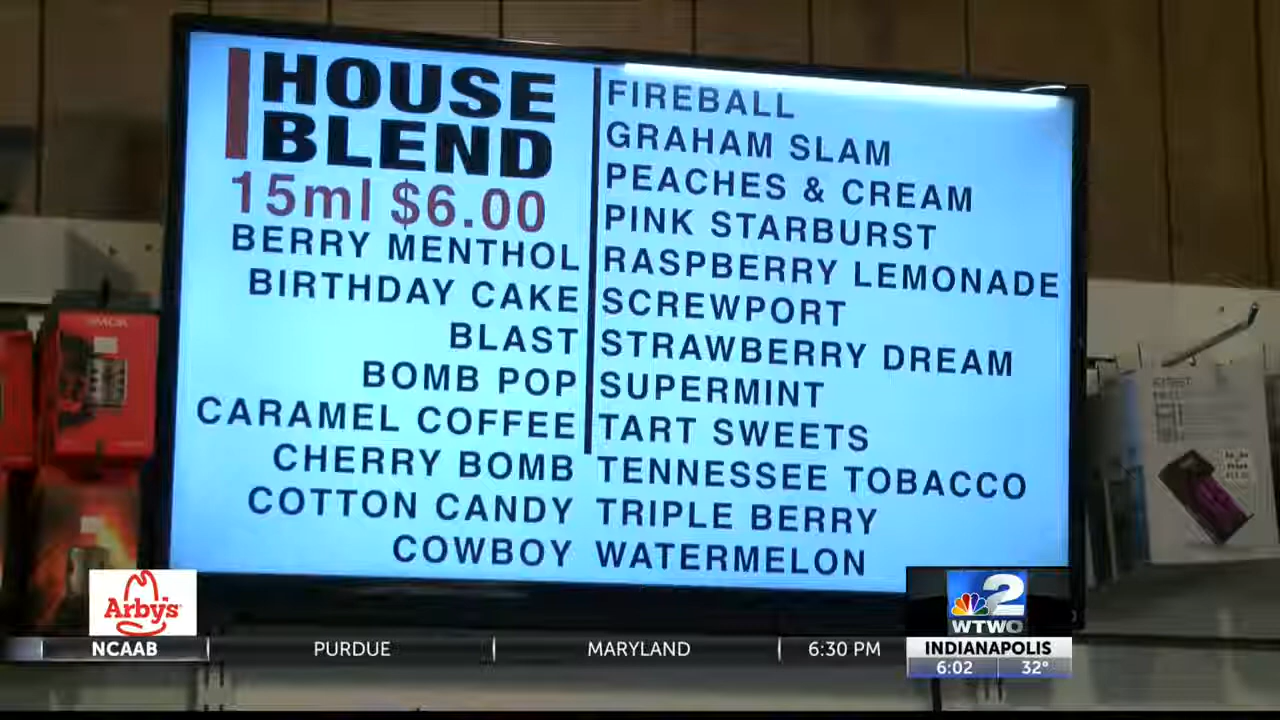 HOUSE
BLEND
15ml $6.00
BERRY MENTHOL
BIRTHDAY CAKE
BLAST
BOMB POP
CARAMEL COFFEE
CHERRY BOMB
COTTON CANDY
COWBOY
FIREBALL
GRAHAM SLAM
PEACHES & CREAM
PINK STARBURST
RASPBERRY LEMONADE
SCREWPORT
STRAWBERRY DREAM
SUPERMINT
TART SWEETS
TENNESSEE TOBACCO
TRIPLE BERRY
WATERMELON
SMOK
Arby's
2
WTWO
NCAAB PURDUE MARYLAND 6:30 PM
INDIANAPOLIS
6:02 32°